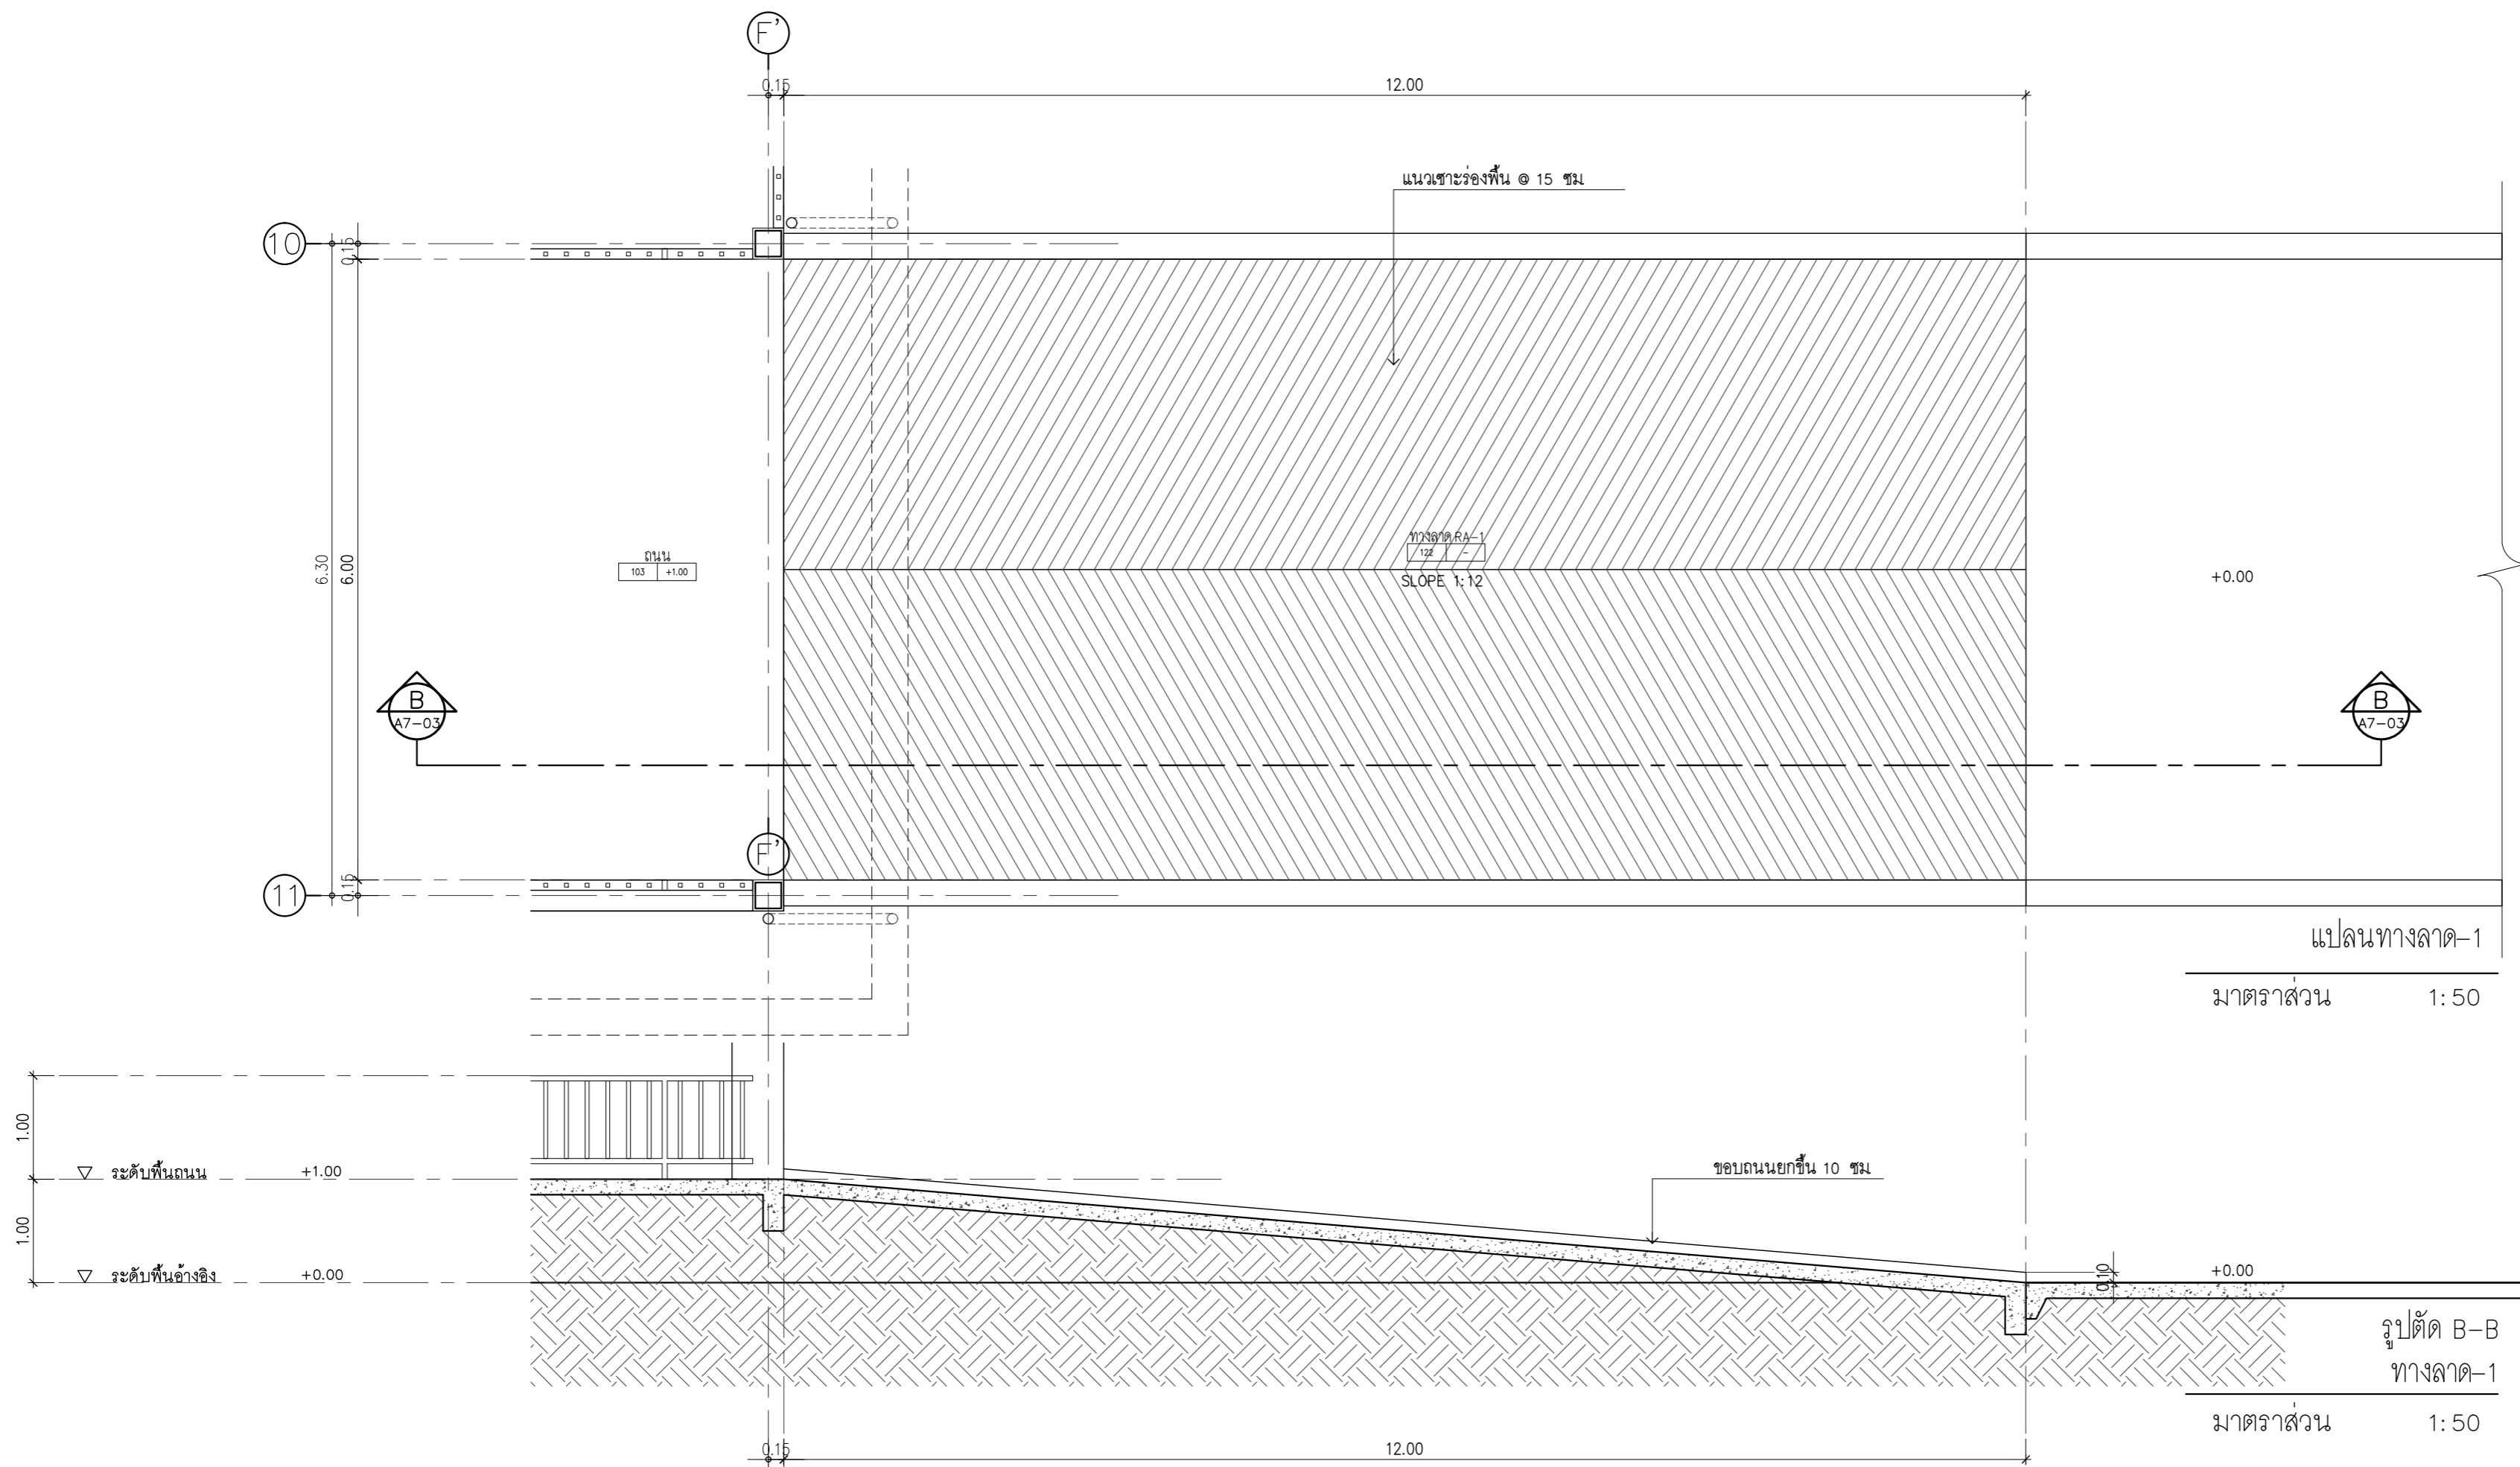 F'
0.15
12.00
แนวเซาะร่องพื้น @ 15 ซม.
10
0.15
6.30
6.00
ถนน
103
+1.00
ทางลาด RA-1
122
-
SLOPE 1:12
+0.00
B
A7-03
B
A7-03
F'
11
0.15
แปลนทางลาด-1
มาตราส่วน 1:50
1.00
ขอบถนนยกขึ้น 10 ซม.
ระดับพื้นถนน +1.00
1.00
ระดับพื้นอ้างอิง +0.00
0.10
+0.00
รูปตัด B-B
ทางลาด-1
มาตราส่วน 1:50
0.15
12.00